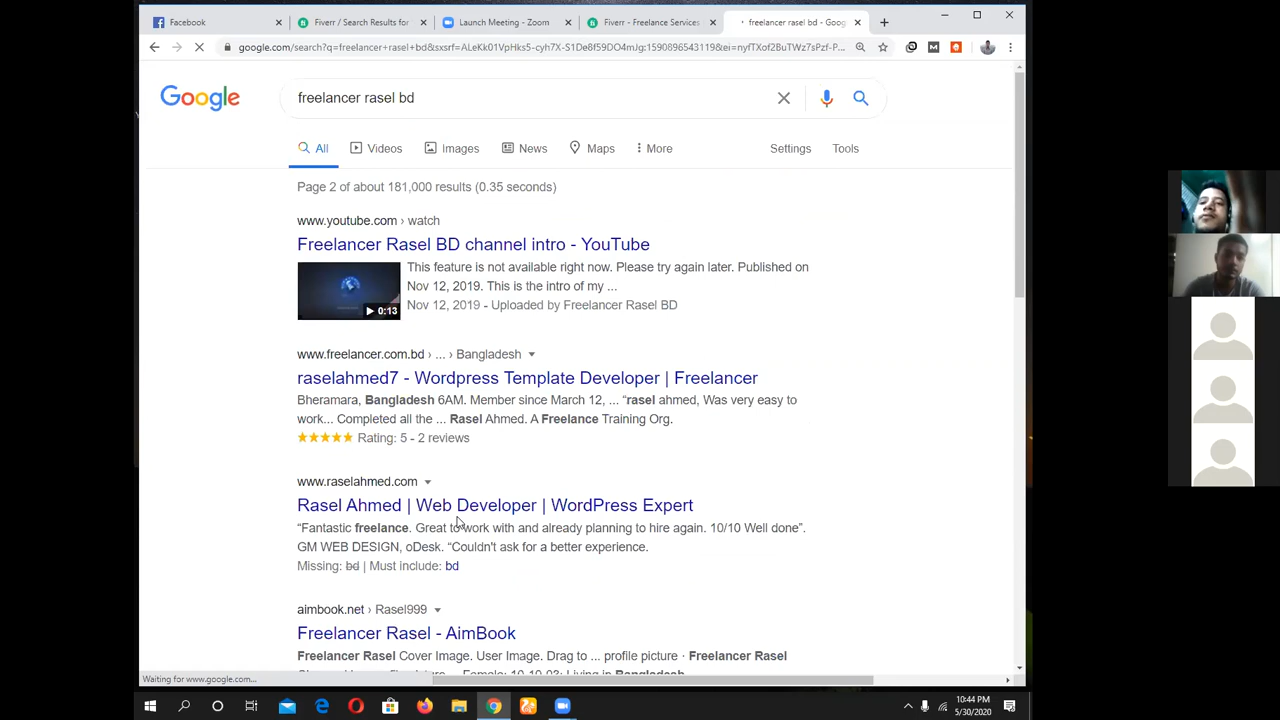 Facebook
Fiverr / Search Results for
Launch Meeting - Zoom
Fiverr - Freelance Services
freelancer rasel bd - Goog
google.com/search?q=freelancer+rasel+bd&sxsrf=ALeKk01VpHks5-cyh7X-S1De8f59DO4mJg:1590896543119&ei=nyfTXof2BuTWz7sPzf-P...
Google
freelancer rasel bd
All
Videos
Images
News
Maps
More
Settings
Tools
Page 2 of about 181,000 results (0.35 seconds)
www.youtube.com › watch
Freelancer Rasel BD channel intro - YouTube
This feature is not available right now. Please try again later. Published on
Nov 12, 2019. This is the intro of my ...
0:13
Nov 12, 2019 - Uploaded by Freelancer Rasel BD
www.freelancer.com.bd › ... › Bangladesh
raselahmed7 - Wordpress Template Developer | Freelancer
Bheramara, Bangladesh 6AM. Member since March 12, ... “rasel ahmed, Was very easy to
work... Completed all the ... Rasel Ahmed. A Freelance Training Org.
Rating: 5 - 2 reviews
www.raselahmed.com
Rasel Ahmed | Web Developer | WordPress Expert
“Fantastic freelance. Great to work with and already planning to hire again. 10/10 Well done”.
GM WEB DESIGN, oDesk. “Couldn't ask for a better experience.
Missing: bd | Must include: bd
aimbook.net › Rasel999
Freelancer Rasel - AimBook
Freelancer Rasel Cover Image. User Image. Drag to ... profile picture · Freelancer Rasel
Female: 10-10-03: Living in Bangladesh
Waiting for www.google.com...
10:44 PM
5/30/2020